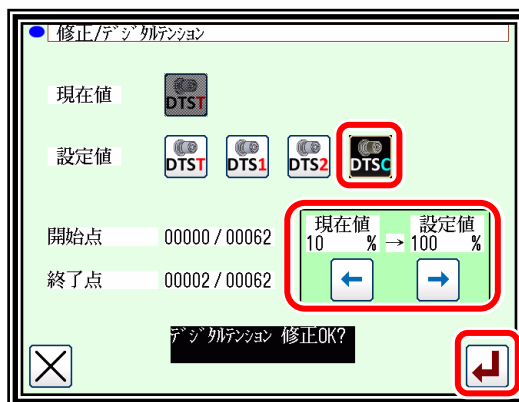 修正/デジタルテンション
現在値 DTST
設定値 DTST DTS1 DTS2 DTSC
開始点 00000 / 00062
終了点 00002 / 00062
現在値 設定値
10 % → 100 %
デジタルテンション 修正OK?